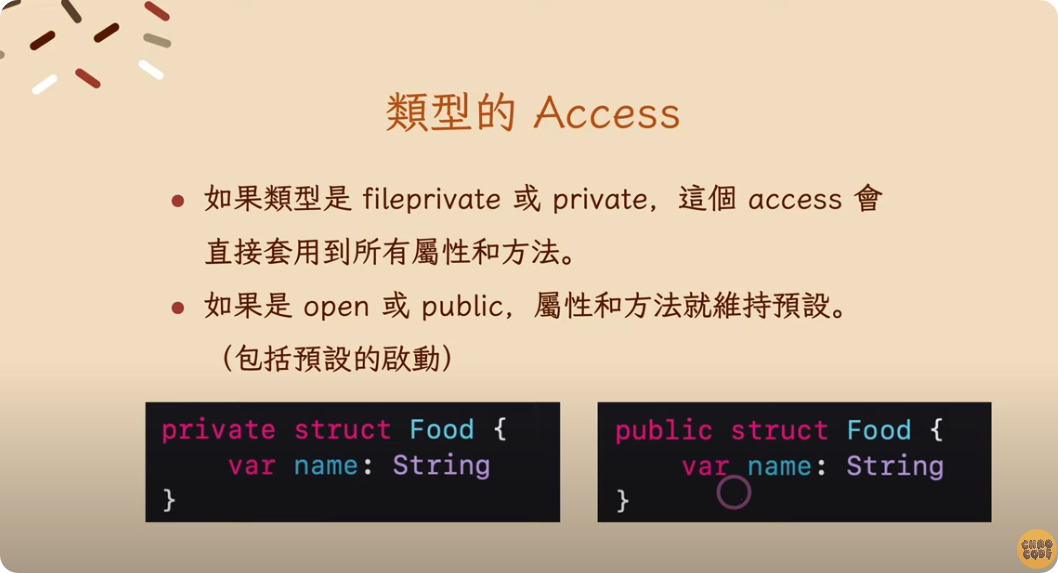 類型的 Access
如果類型是 fileprivate 或 private，這個 access 會
直接套用到所有屬性和方法。
如果是 open 或 public，屬性和方法就維持預設。
（包括預設的啟動）
private struct Food {
    var name: String
}
public struct Food {
    var name: String
}
CHAO
CODE